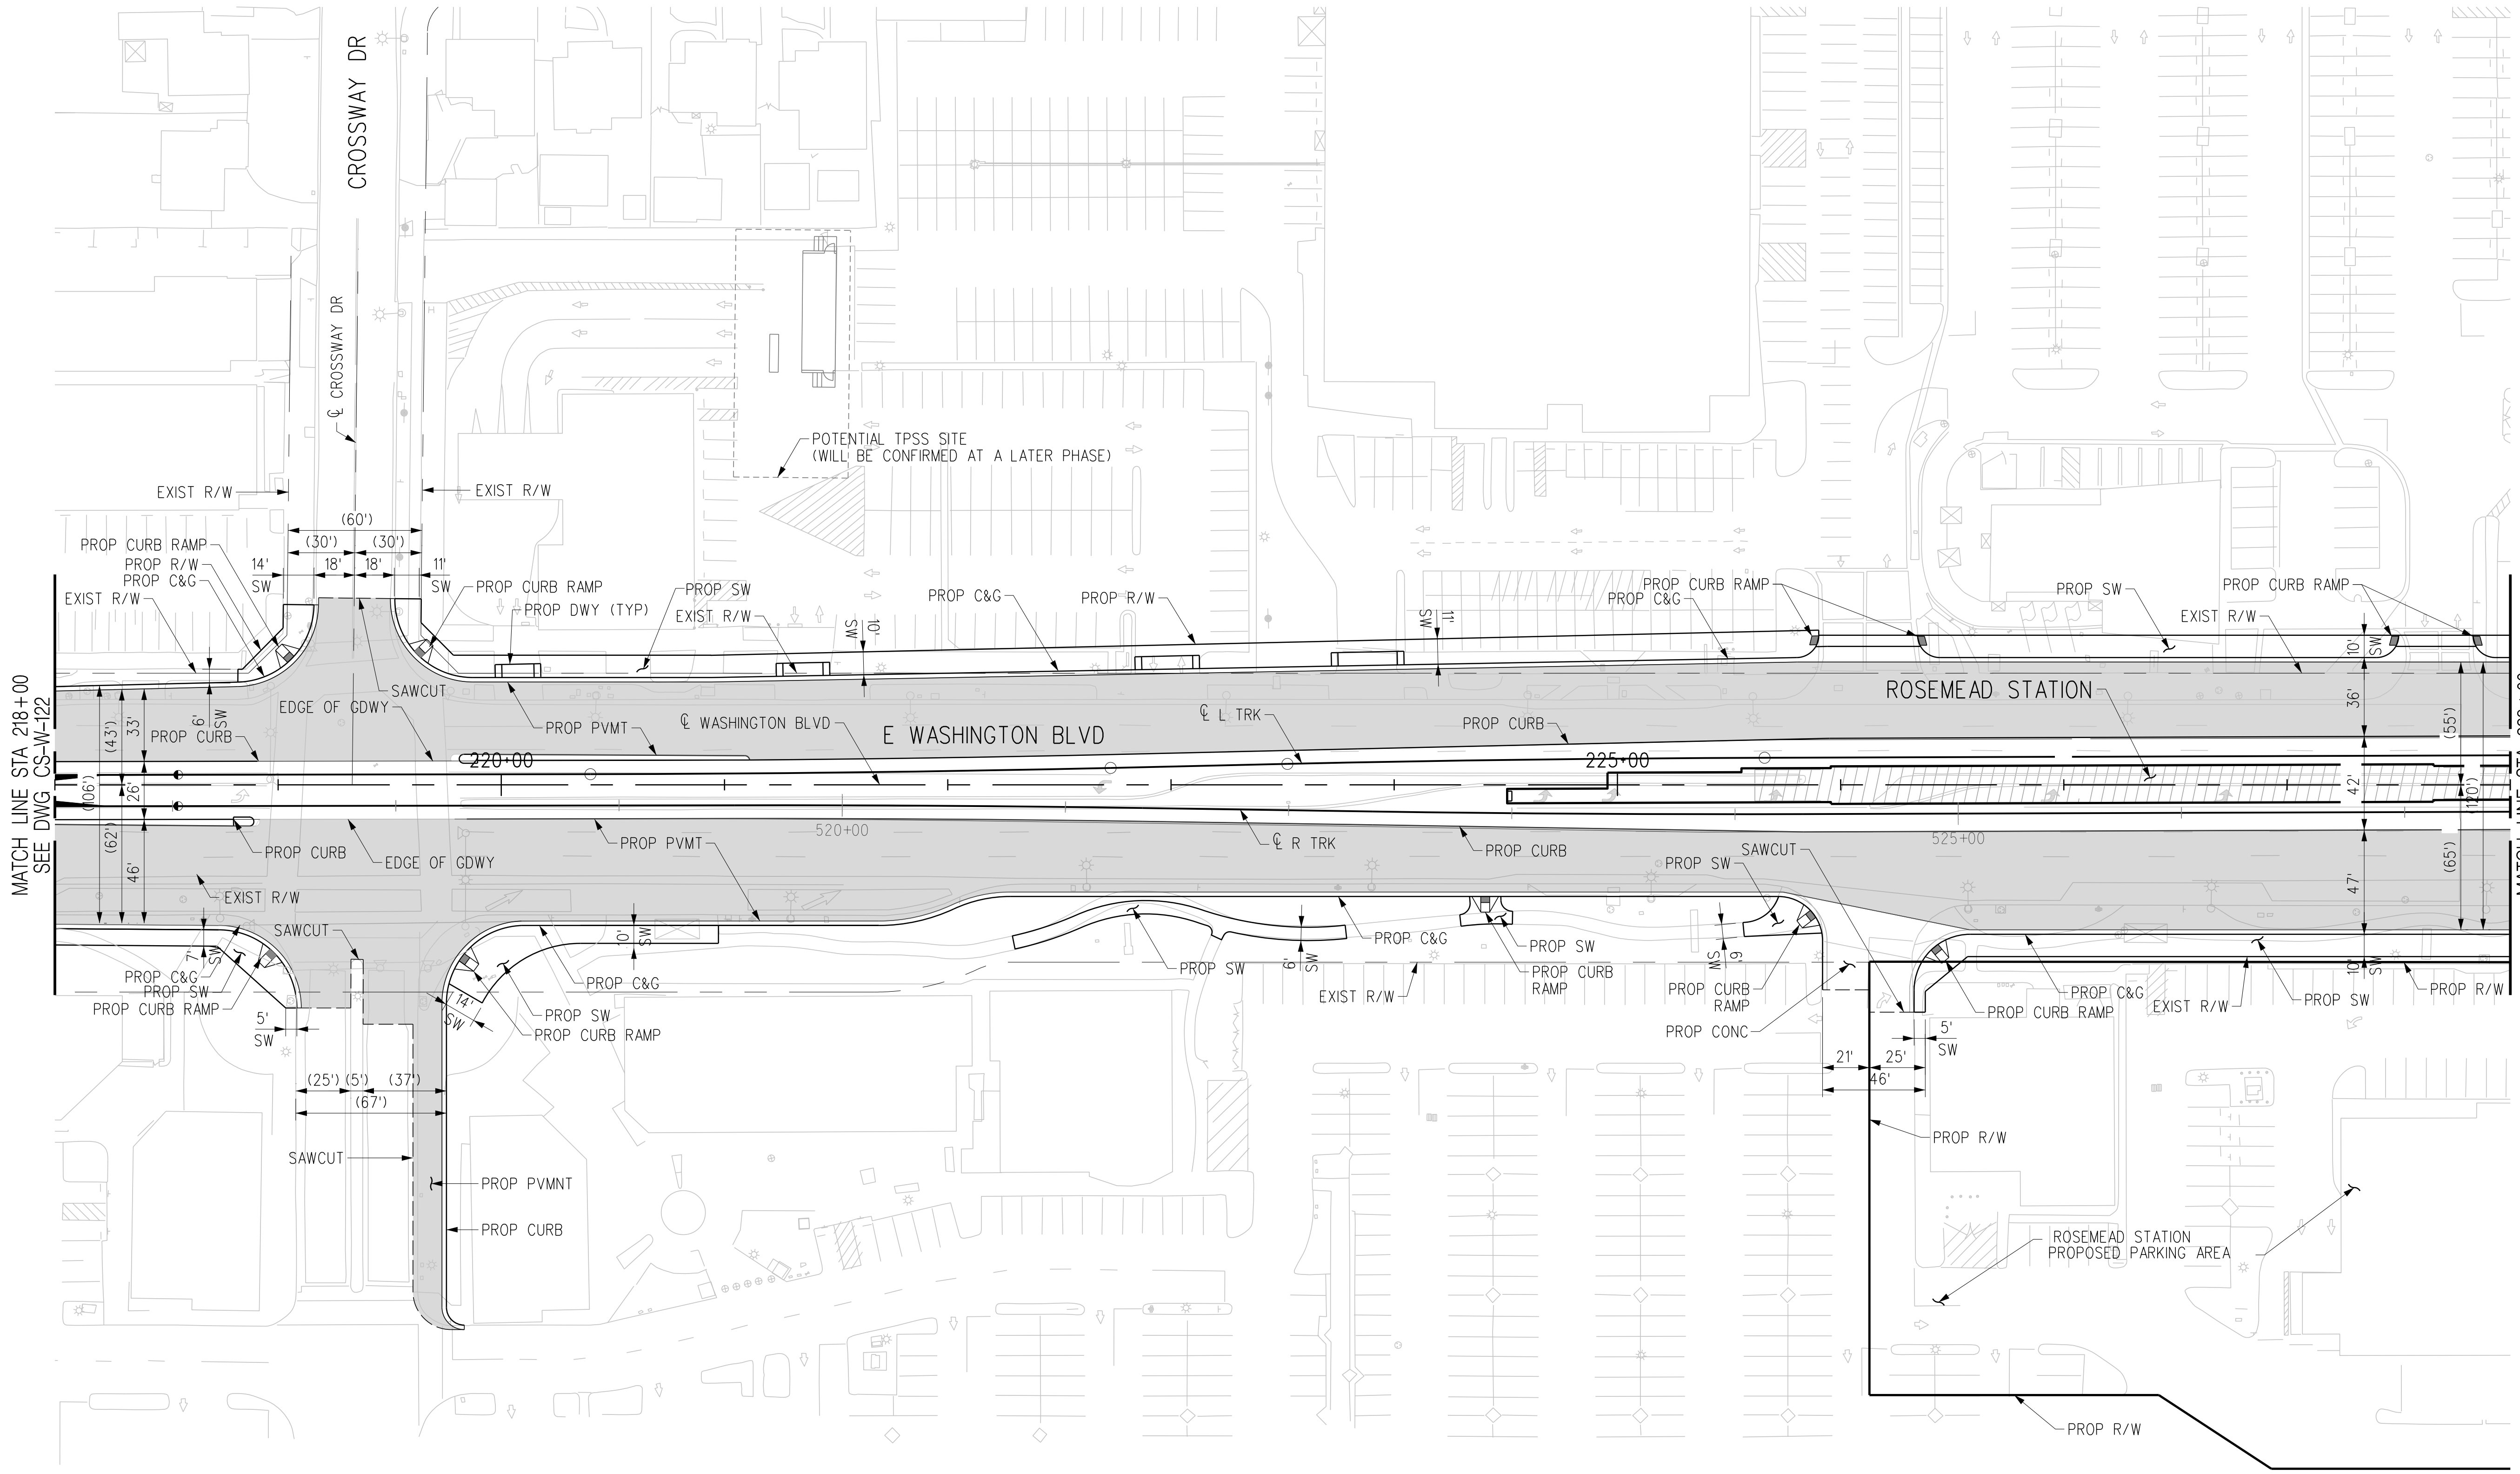 CROSSWAY DR
℄ CROSSWAY DR
POTENTIAL TPSS SITE
(WILL BE CONFIRMED AT A LATER PHASE)
EXIST R/W
EXIST R/W
(60')
(30')
(30')
14'
SW
18'
18'
11'
SW
PROP CURB RAMP
PROP R/W
PROP C&G
EXIST R/W
PROP CURB RAMP
PROP DWY (TYP)
PROP SW
EXIST R/W
10'
SW
PROP C&G
PROP R/W
11'
SW
PROP CURB RAMP
PROP C&G
PROP SW
PROP CURB RAMP
EXIST R/W
10'
SW
MATCH LINE STA 218+00
SEE DWG CS-W-122
(106')
(43')
(62')
33'
26'
46'
6'
SW
SAWCUT
EDGE OF GDWY
PROP CURB
PROP PVMT
℄ WASHINGTON BLVD
E WASHINGTON BLVD
℄ L TRK
PROP CURB
ROSEMEAD STATION
36'
(55')
220+00
225+00
42'
(120')
520+00
525+00
PROP CURB
EDGE OF GDWY
PROP PVMT
℄ R TRK
PROP CURB
SAWCUT
PROP SW
47'
(65')
EXIST R/W
SAWCUT
7'
SW
PROP C&G
PROP SW
PROP CURB RAMP
5'
SW
10'
SW
PROP C&G
14'
SW
PROP SW
PROP CURB RAMP
PROP SW
6'
SW
PROP C&G
EXIST R/W
PROP SW
PROP CURB
RAMP
6'
SW
PROP CURB
RAMP
PROP CONC
PROP C&G
PROP CURB RAMP
EXIST R/W
10'
SW
PROP SW
PROP R/W
5'
SW
21'
25'
46'
(25')
(5')
(37')
(67')
SAWCUT
PROP PVMNT
PROP CURB
PROP R/W
ROSEMEAD STATION
PROPOSED PARKING AREA
PROP R/W